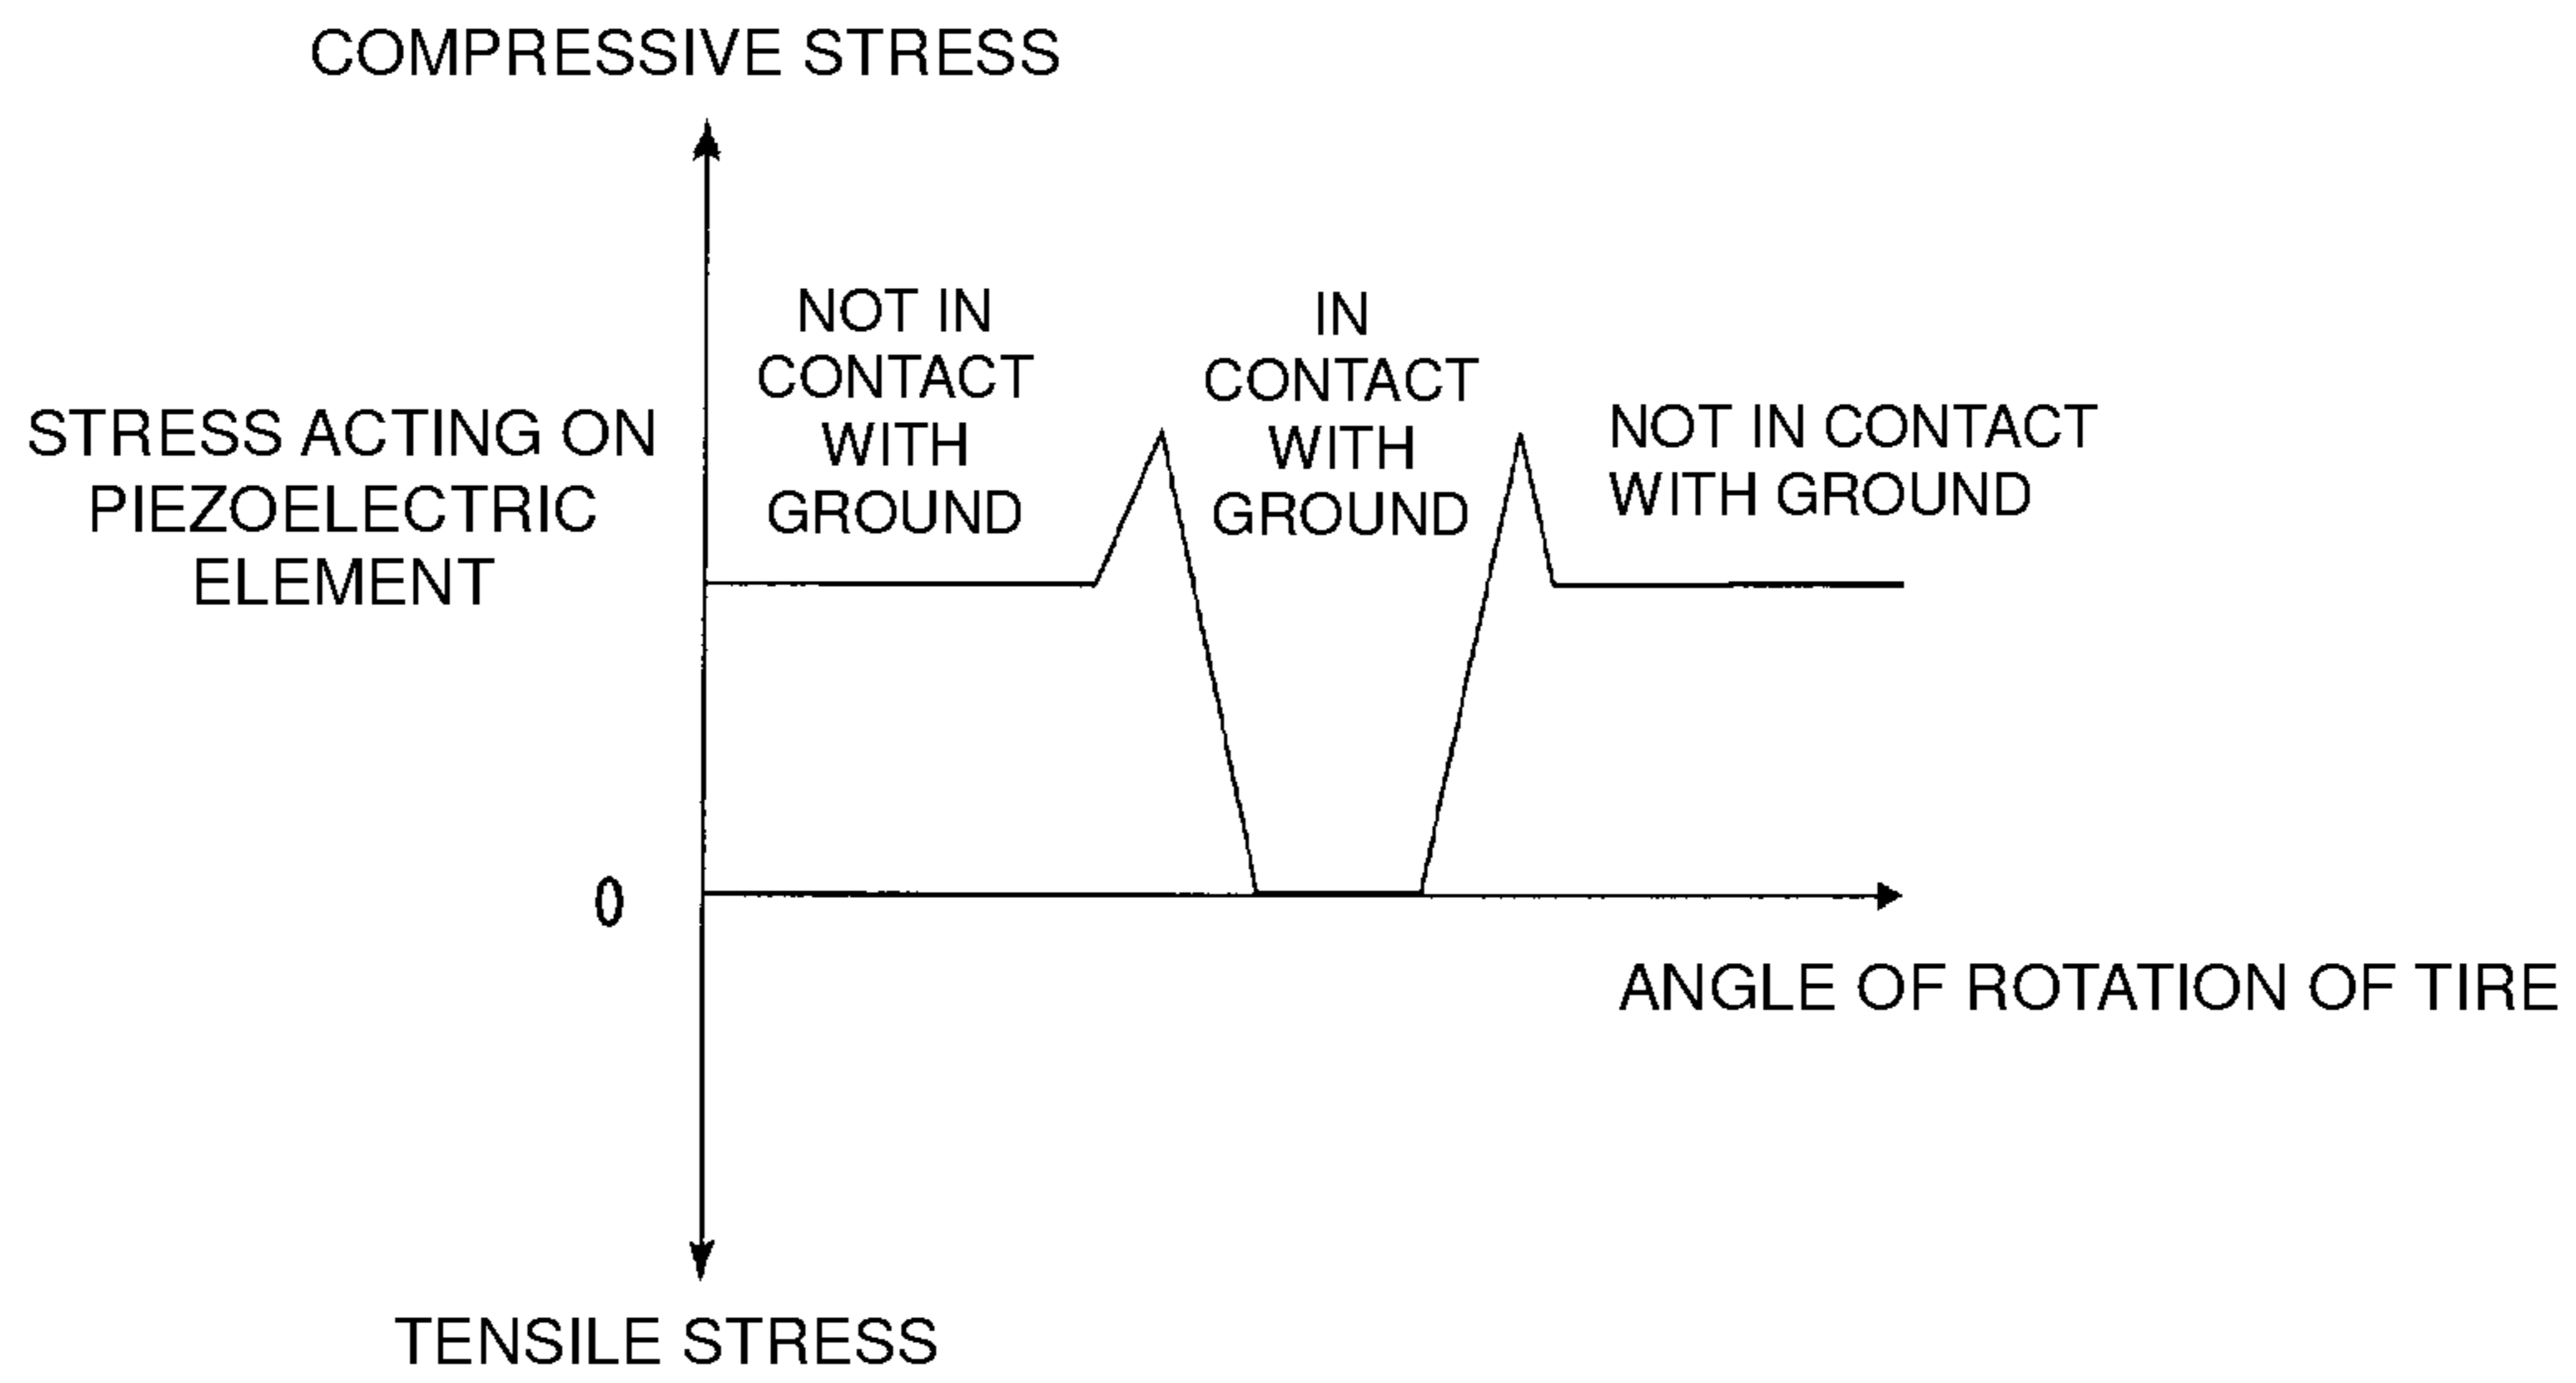 COMPRESSIVE STRESS
NOT IN
CONTACT
WITH
GROUND
IN
CONTACT
WITH
GROUND
NOT IN CONTACT
WITH GROUND
STRESS ACTING ON
PIEZOELECTRIC
ELEMENT
0
ANGLE OF ROTATION OF TIRE
TENSILE STRESS